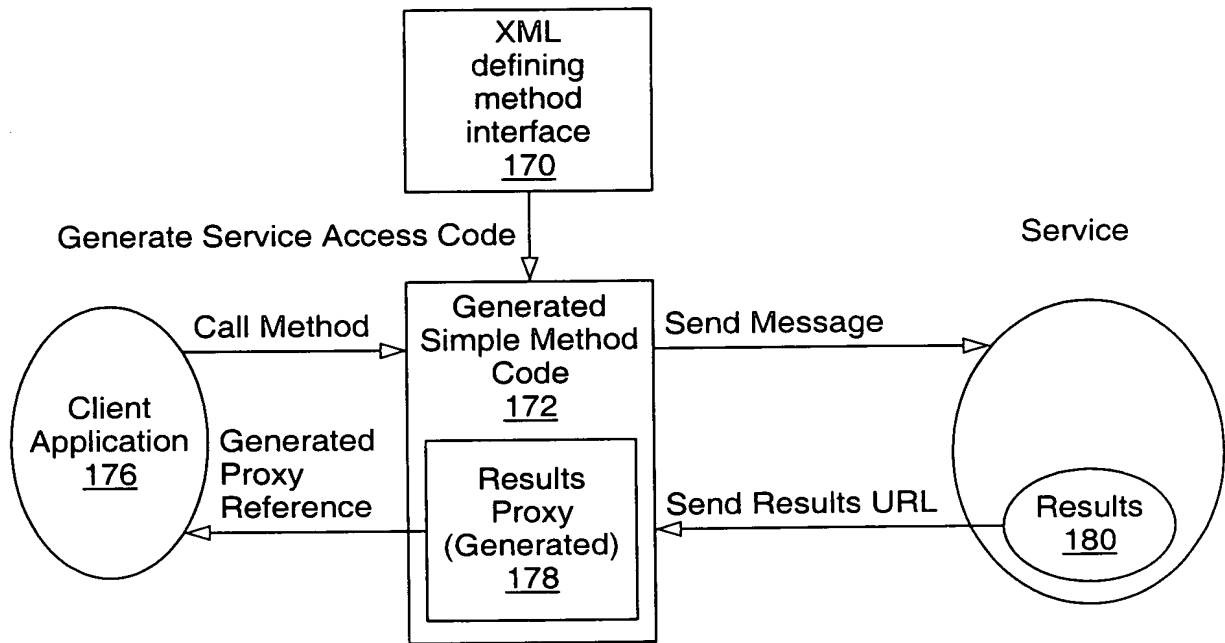 XML
defining
method
interface
170
Generate Service Access Code
Service
Generated
Simple Method
Code
172
Call Method
Send Message
Client
Application
176
Generated
Proxy
Reference
Results
Proxy
(Generated)
178
Send Results URL
Results
180